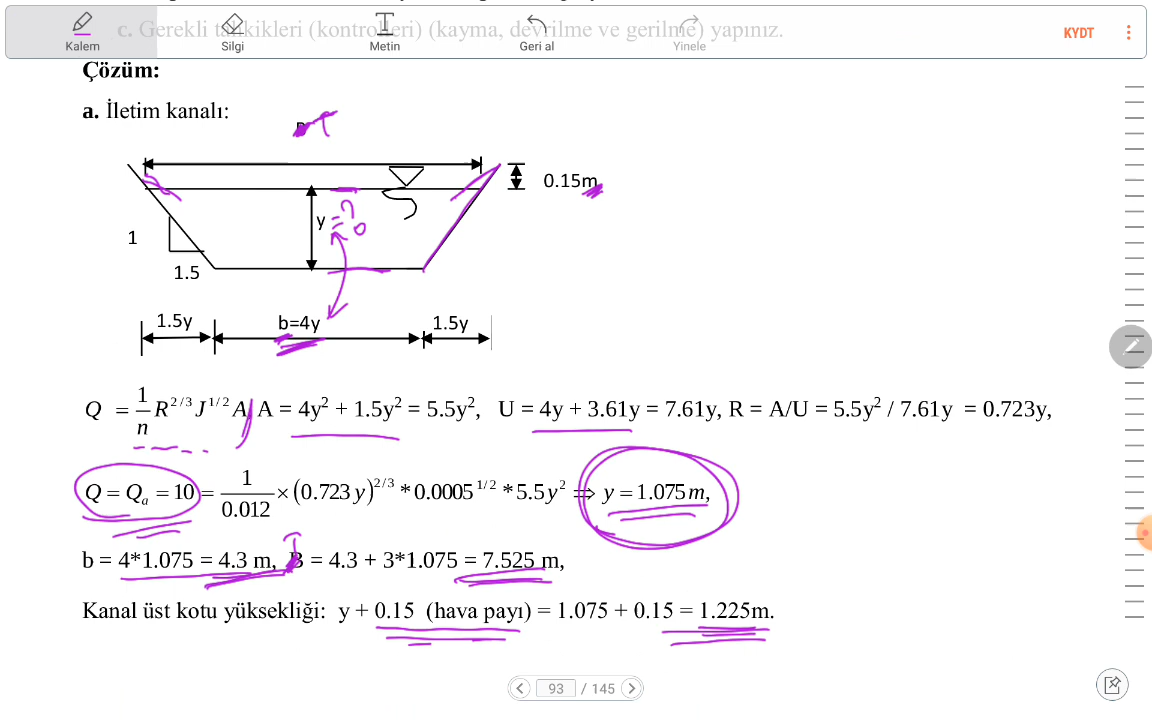 c. Gerekli tahkikleri (kontrolleri) (kayma, devrilme ve gerilme) yapınız.
Kalem Silgi Metin Geri al Yinele KYDT
Çözüm:
a. İletim kanalı:
T
0.15m
y = ?
1
1.5
1.5y b=4y 1.5y
Q = 1/n R^2/3 J^1/2 A, A = 4y² + 1.5y² = 5.5y², U = 4y + 3.61y = 7.61y, R = A/U = 5.5y² / 7.61y = 0.723y,
Q = Qₐ = 10 = 1/0.012 × (0.723y)^2/3 * 0.0005^1/2 * 5.5y² ⇒ y = 1.075m,
b = 4*1.075 = 4.3 m, B = 4.3 + 3*1.075 = 7.525 m,
Kanal üst kotu yüksekliği: y + 0.15 (hava payı) = 1.075 + 0.15 = 1.225m.
93 / 145